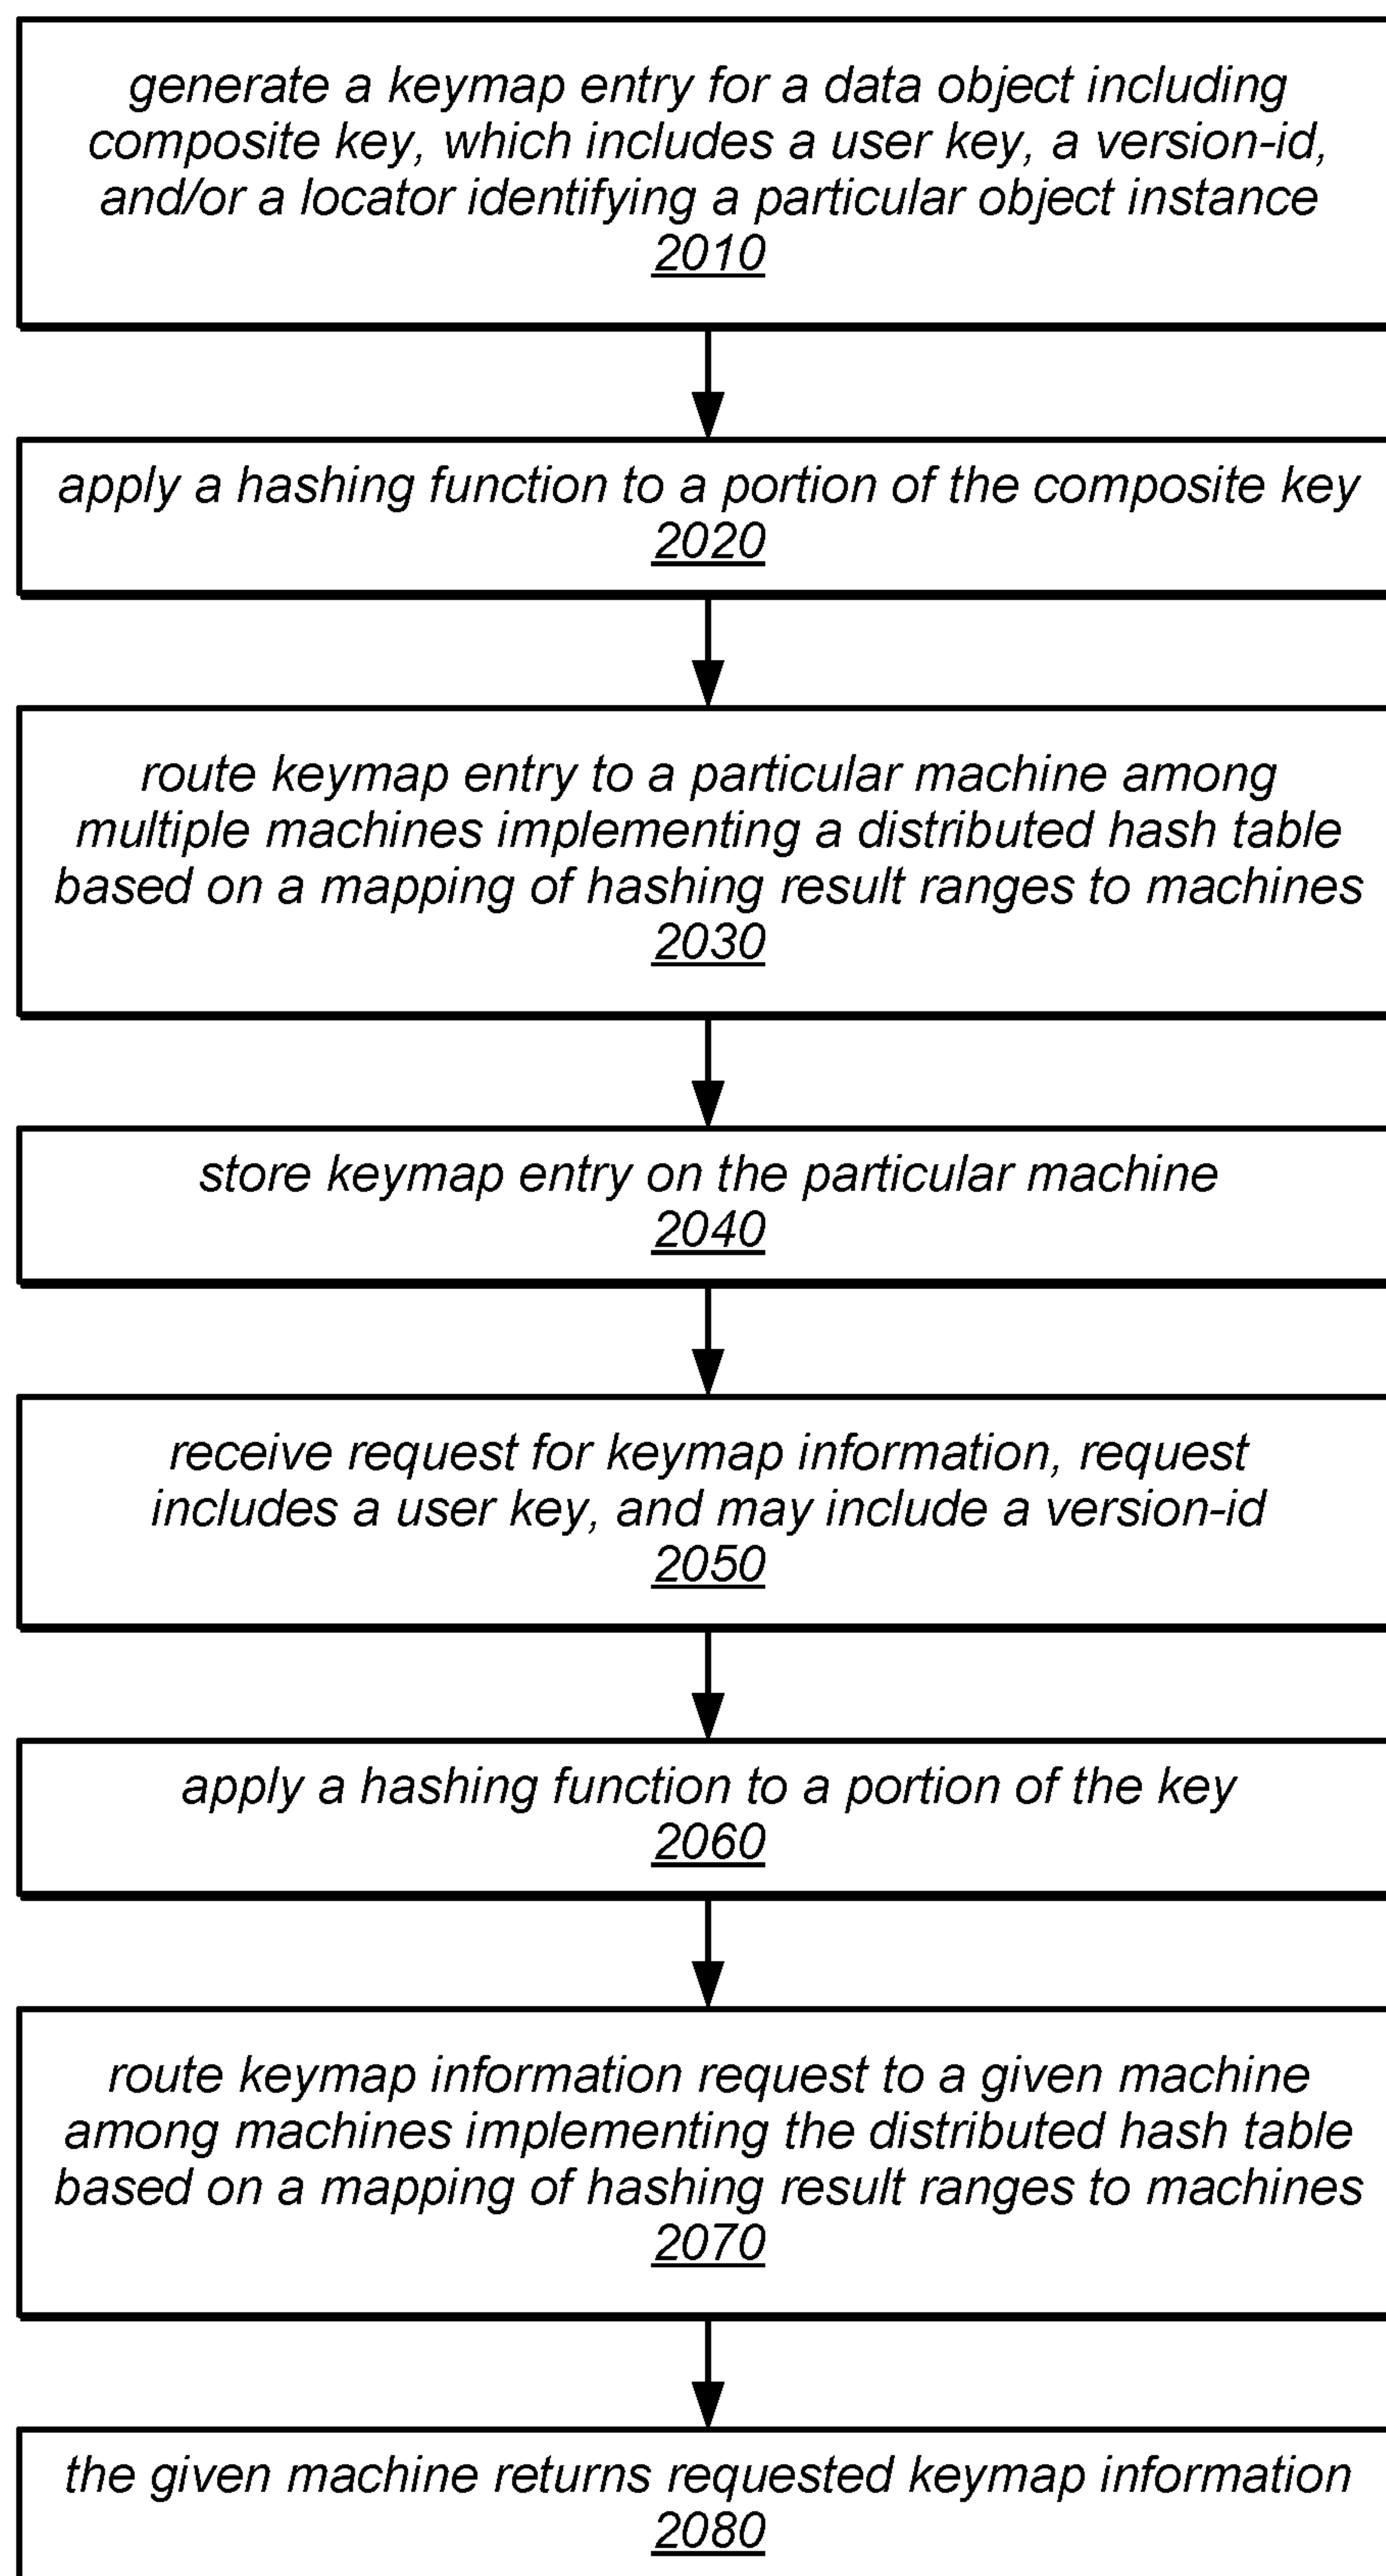 generate a keymap entry for a data object including
composite key, which includes a user key, a version-id,
and/or a locator identifying a particular object instance
2010
apply a hashing function to a portion of the composite key
2020
route keymap entry to a particular machine among
multiple machines implementing a distributed hash table
based on a mapping of hashing result ranges to machines
2030
store keymap entry on the particular machine
2040
receive request for keymap information, request
includes a user key, and may include a version-id
2050
apply a hashing function to a portion of the key
2060
route keymap information request to a given machine
among machines implementing the distributed hash table
based on a mapping of hashing result ranges to machines
2070
the given machine returns requested keymap information
2080